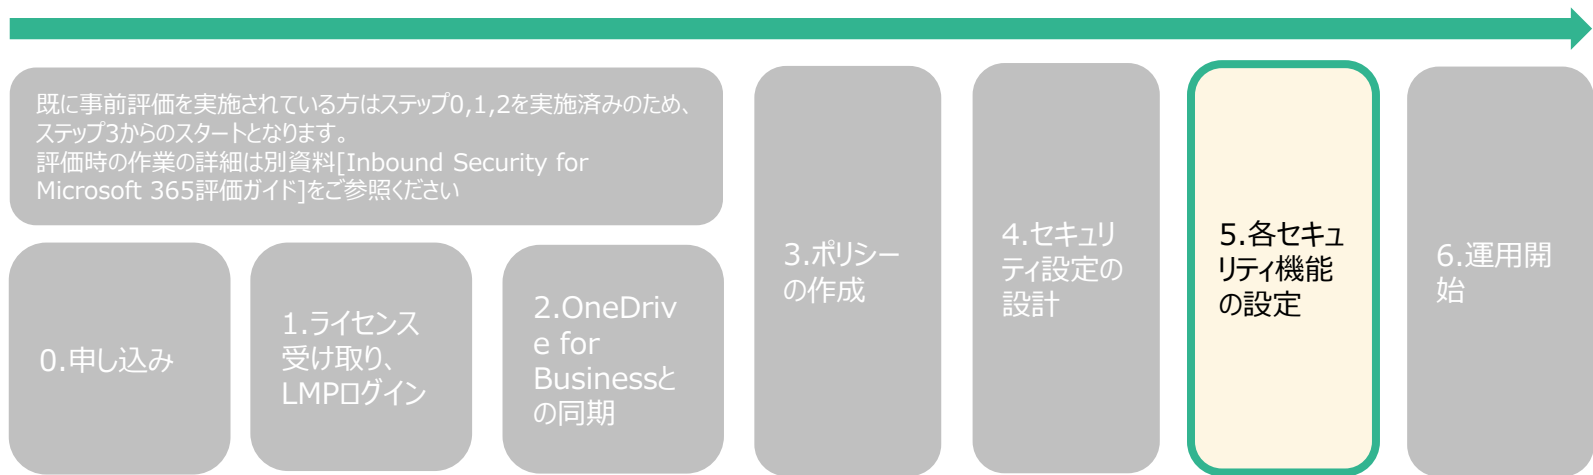 既に事前評価を実施されている方はステップ0,1,2を実施済みのため、
ステップ3からのスタートとなります。
評価時の作業の詳細は別資料[Inbound Security for
Microsoft 365評価ガイド]をご参照ください
0.申し込み
1.ライセンス
受け取り、
LMPログイン
2.OneDriv
e for
Businessと
の同期
3.ポリシー
の作成
4.セキュリ
ティ設定の
設計
5.各セキュ
リティ機能
の設定
6.運用開
始